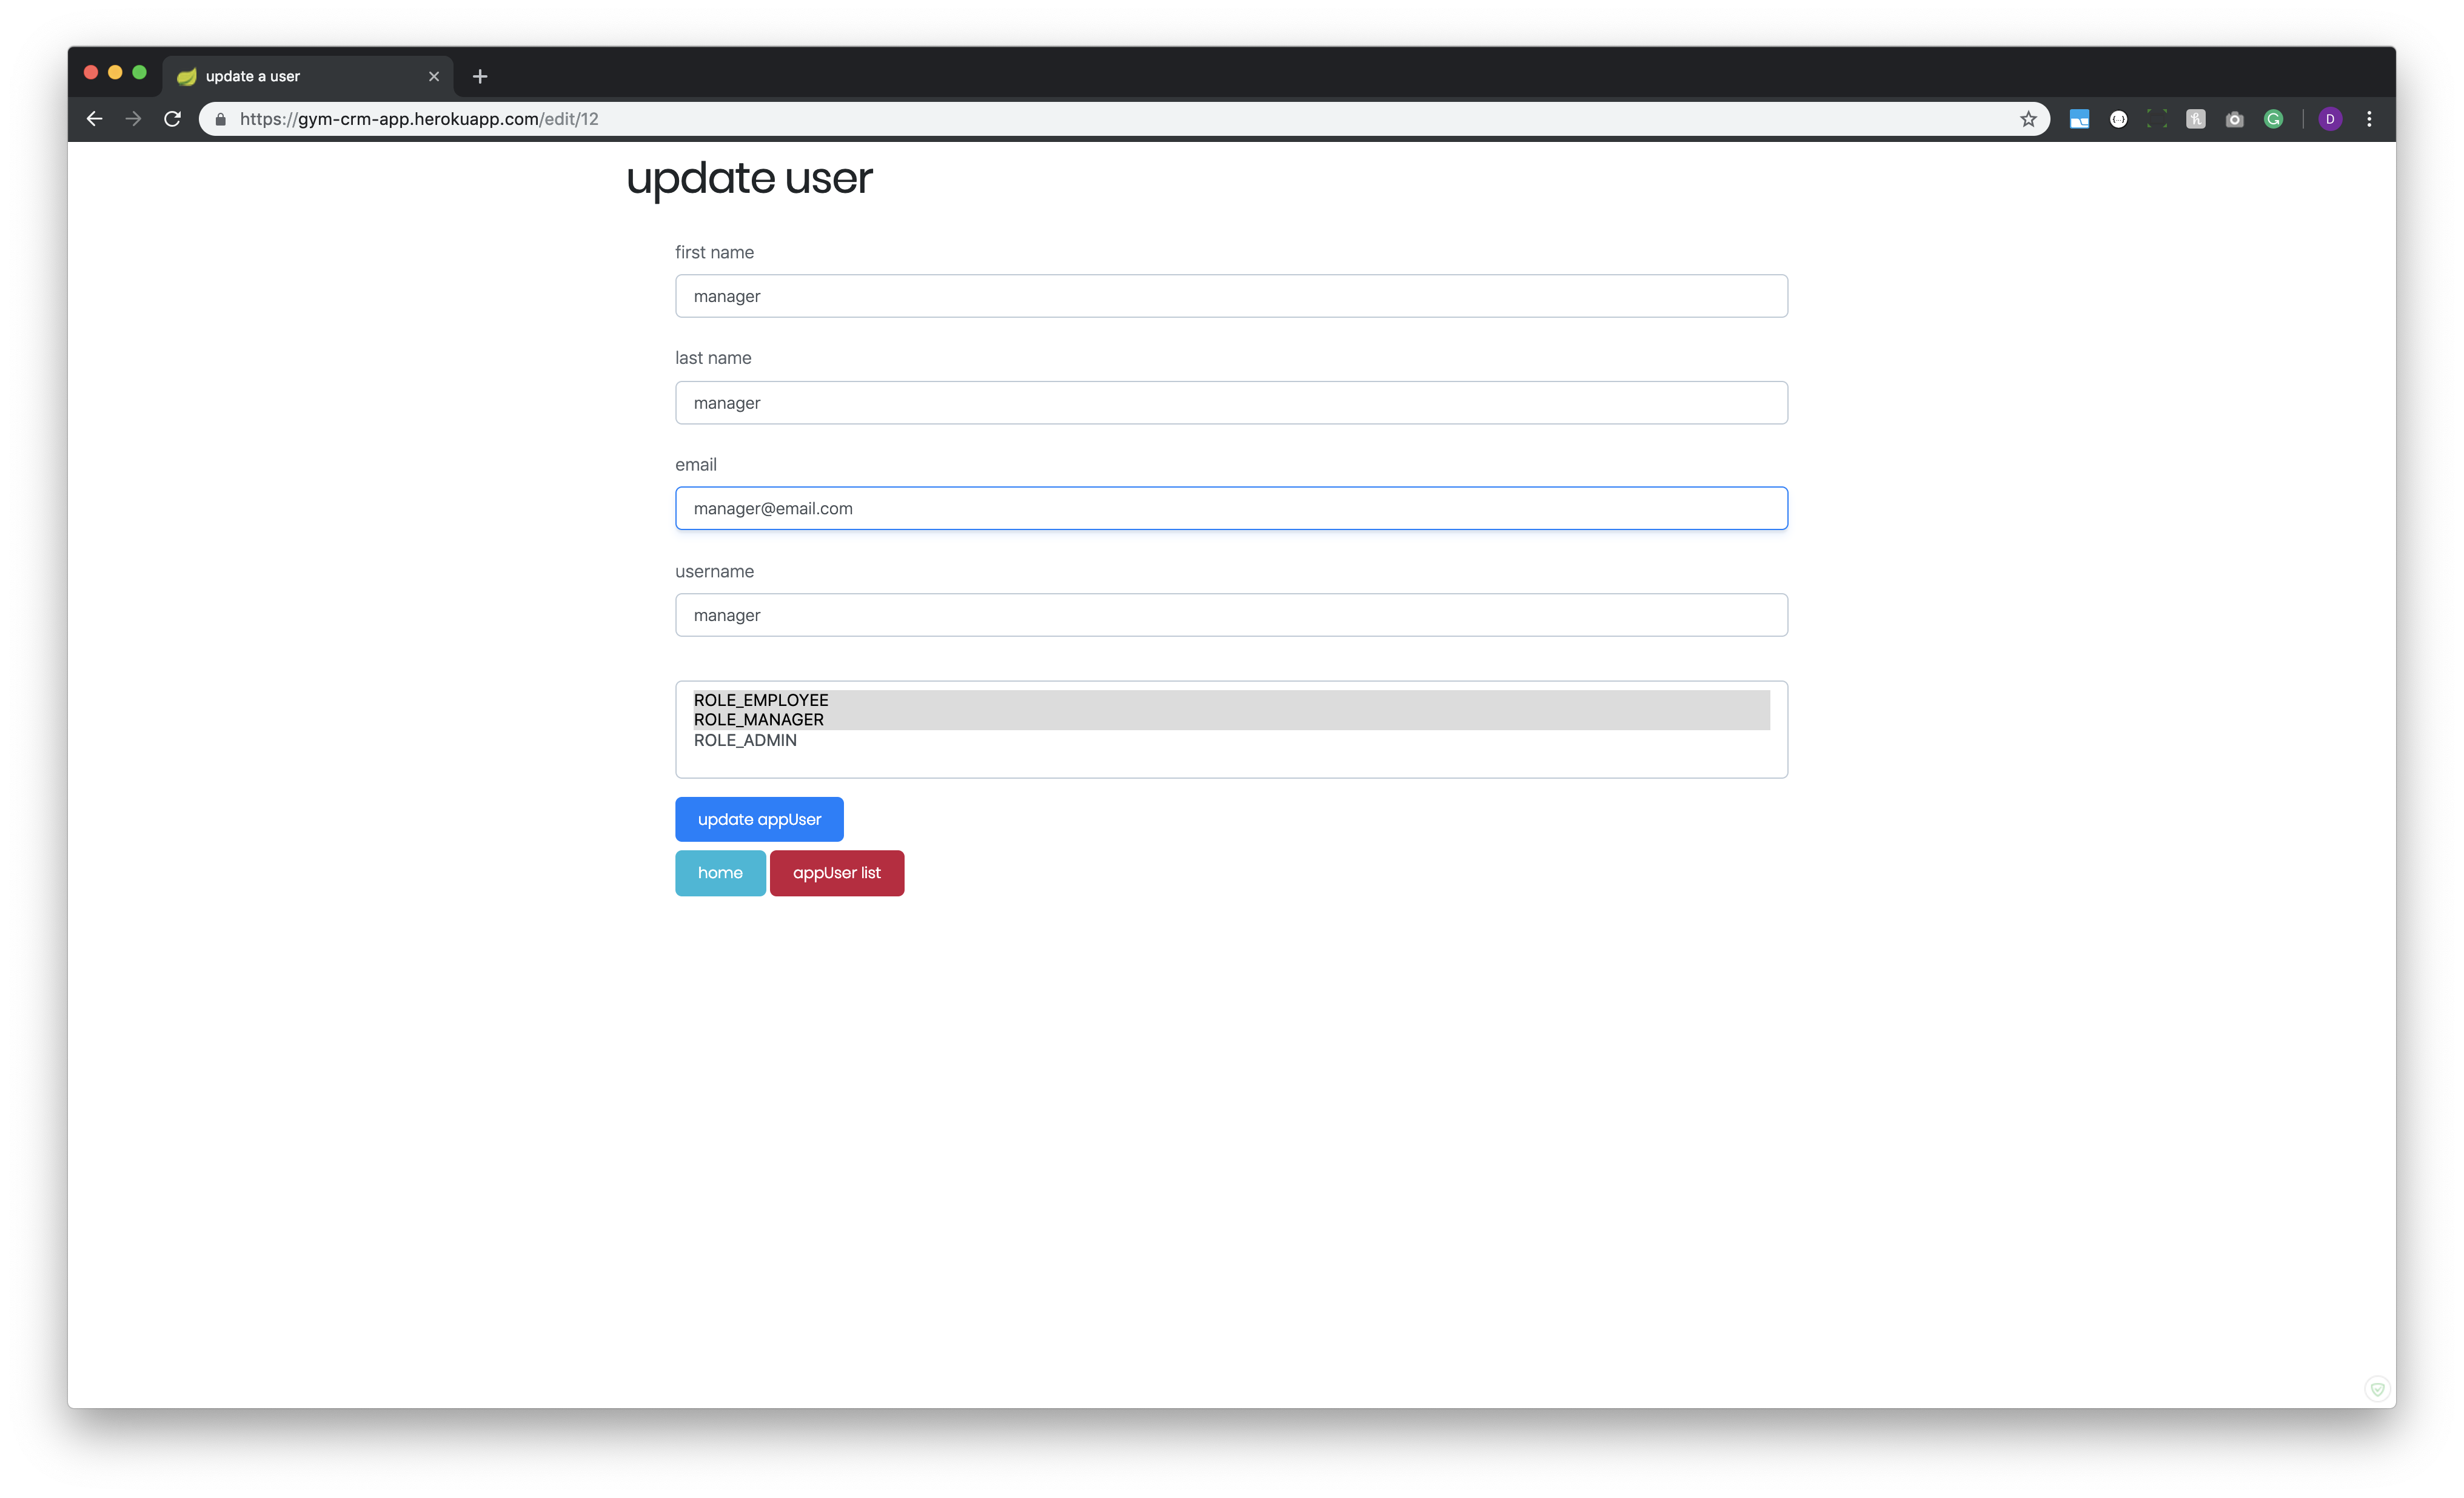 update a user
https://gym-crm-app.herokuapp.com/edit/12
D
update user
first name
manager
last name
manager
email
manager@email.com
username
manager
ROLE_EMPLOYEE
ROLE_MANAGER
ROLE_ADMIN
update appUser
home appUser list